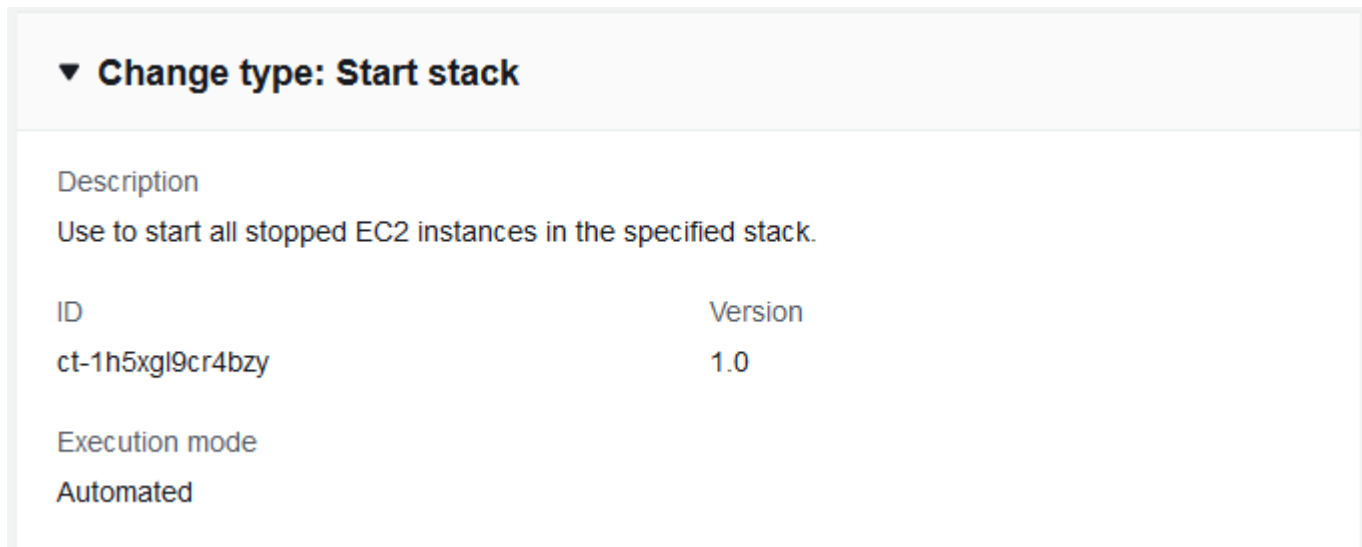 Change type: Start stack
Description
Use to start all stopped EC2 instances in the specified stack.
ID
Version
ct-1h5xgl9cr4bzy
1.0
Execution mode
Automated